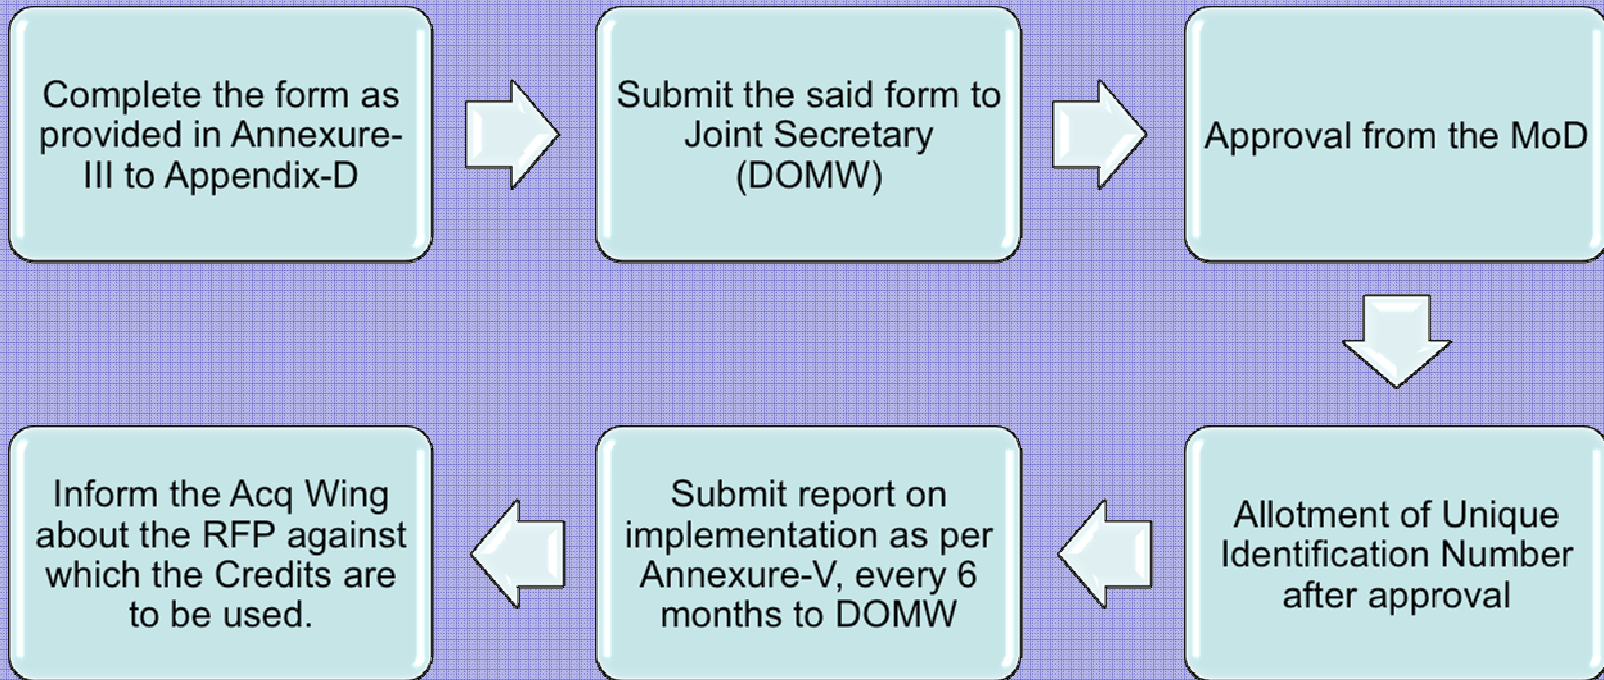 Complete the form as
provided in Annexure-
III to Appendix-D
Submit the said form to
Joint Secretary
(DOMW)
Approval from the MoD
Allotment of Unique
Identification Number
after approval
Submit report on
implementation as per
Annexure-V, every 6
months to DOMW
Inform the Acq Wing
about the RFP against
which the Credits are
to be used.